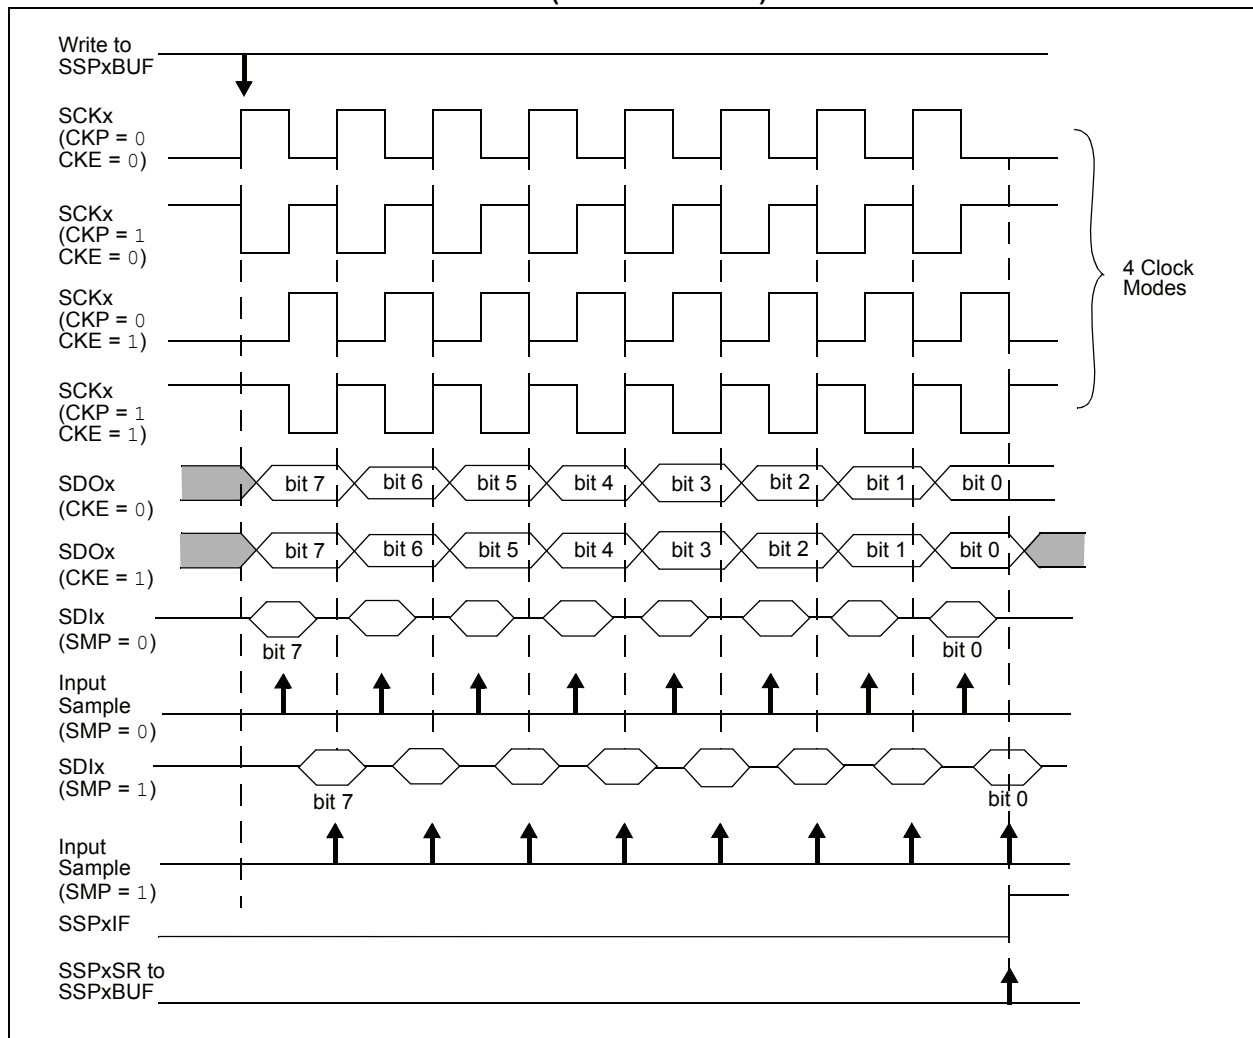 Write to
SSPxBUF
SCKx
(CKP = 0
CKE = 0)
SCKx
(CKP = 1
CKE = 0)
SCKx
(CKP = 0
CKE = 1)
SCKx
(CKP = 1
CKE = 1)
4 Clock
Modes
SDOx
(CKE = 0)
bit 7 bit 6 bit 5 bit 4 bit 3 bit 2 bit 1 bit 0
SDOx
(CKE = 1)
bit 7 bit 6 bit 5 bit 4 bit 3 bit 2 bit 1 bit 0
SDIx
(SMP = 0)
bit 7 bit 0
Input
Sample
(SMP = 0)
SDIx
(SMP = 1)
bit 7 bit 0
Input
Sample
(SMP = 1)
SSPxIF
SSPxSR to
SSPxBUF